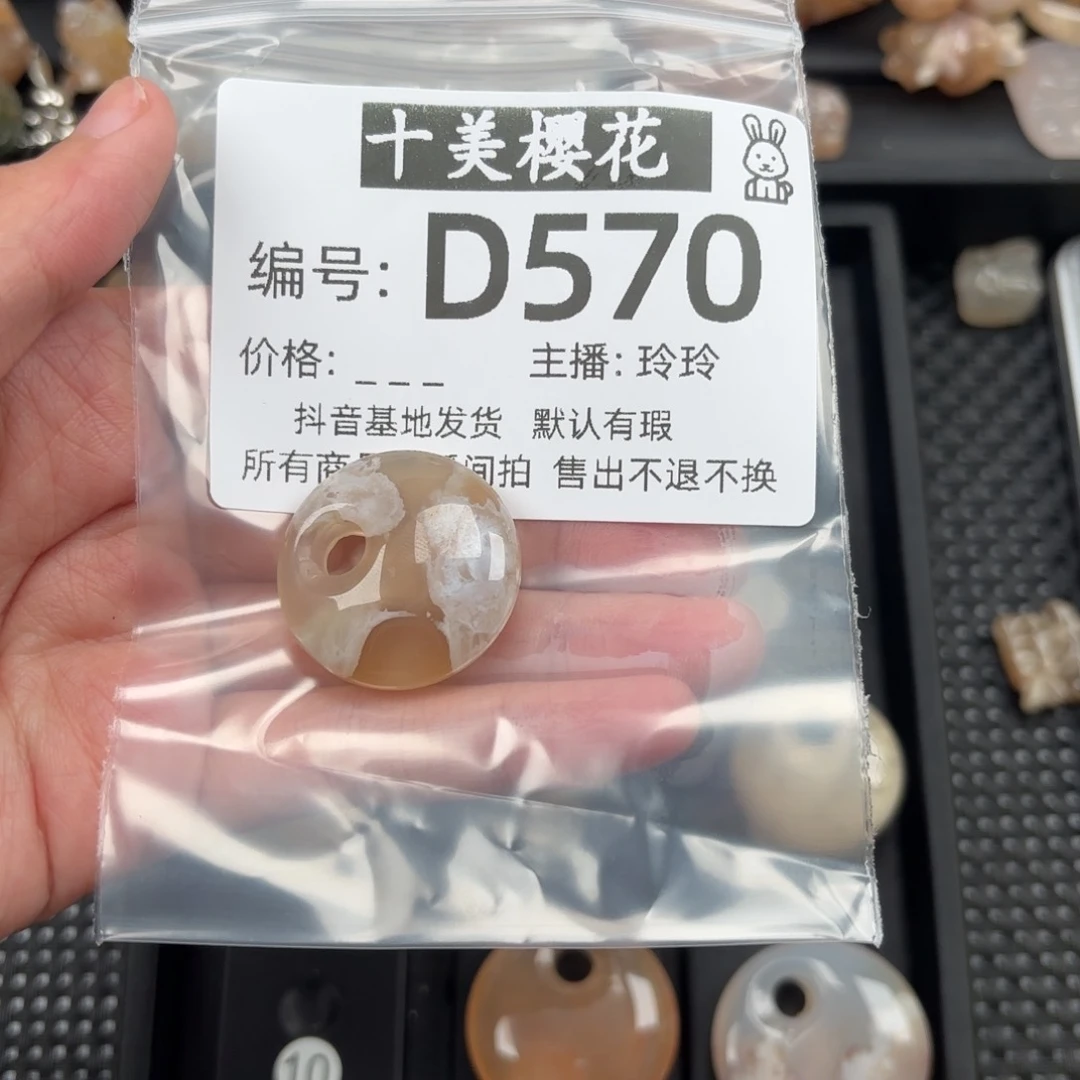 十美樱花
编号: D570
价格: _ _ _ 主播: 玲玲
抖音基地发货 默认有瑕
所有商 间拍 售出不退不换
10